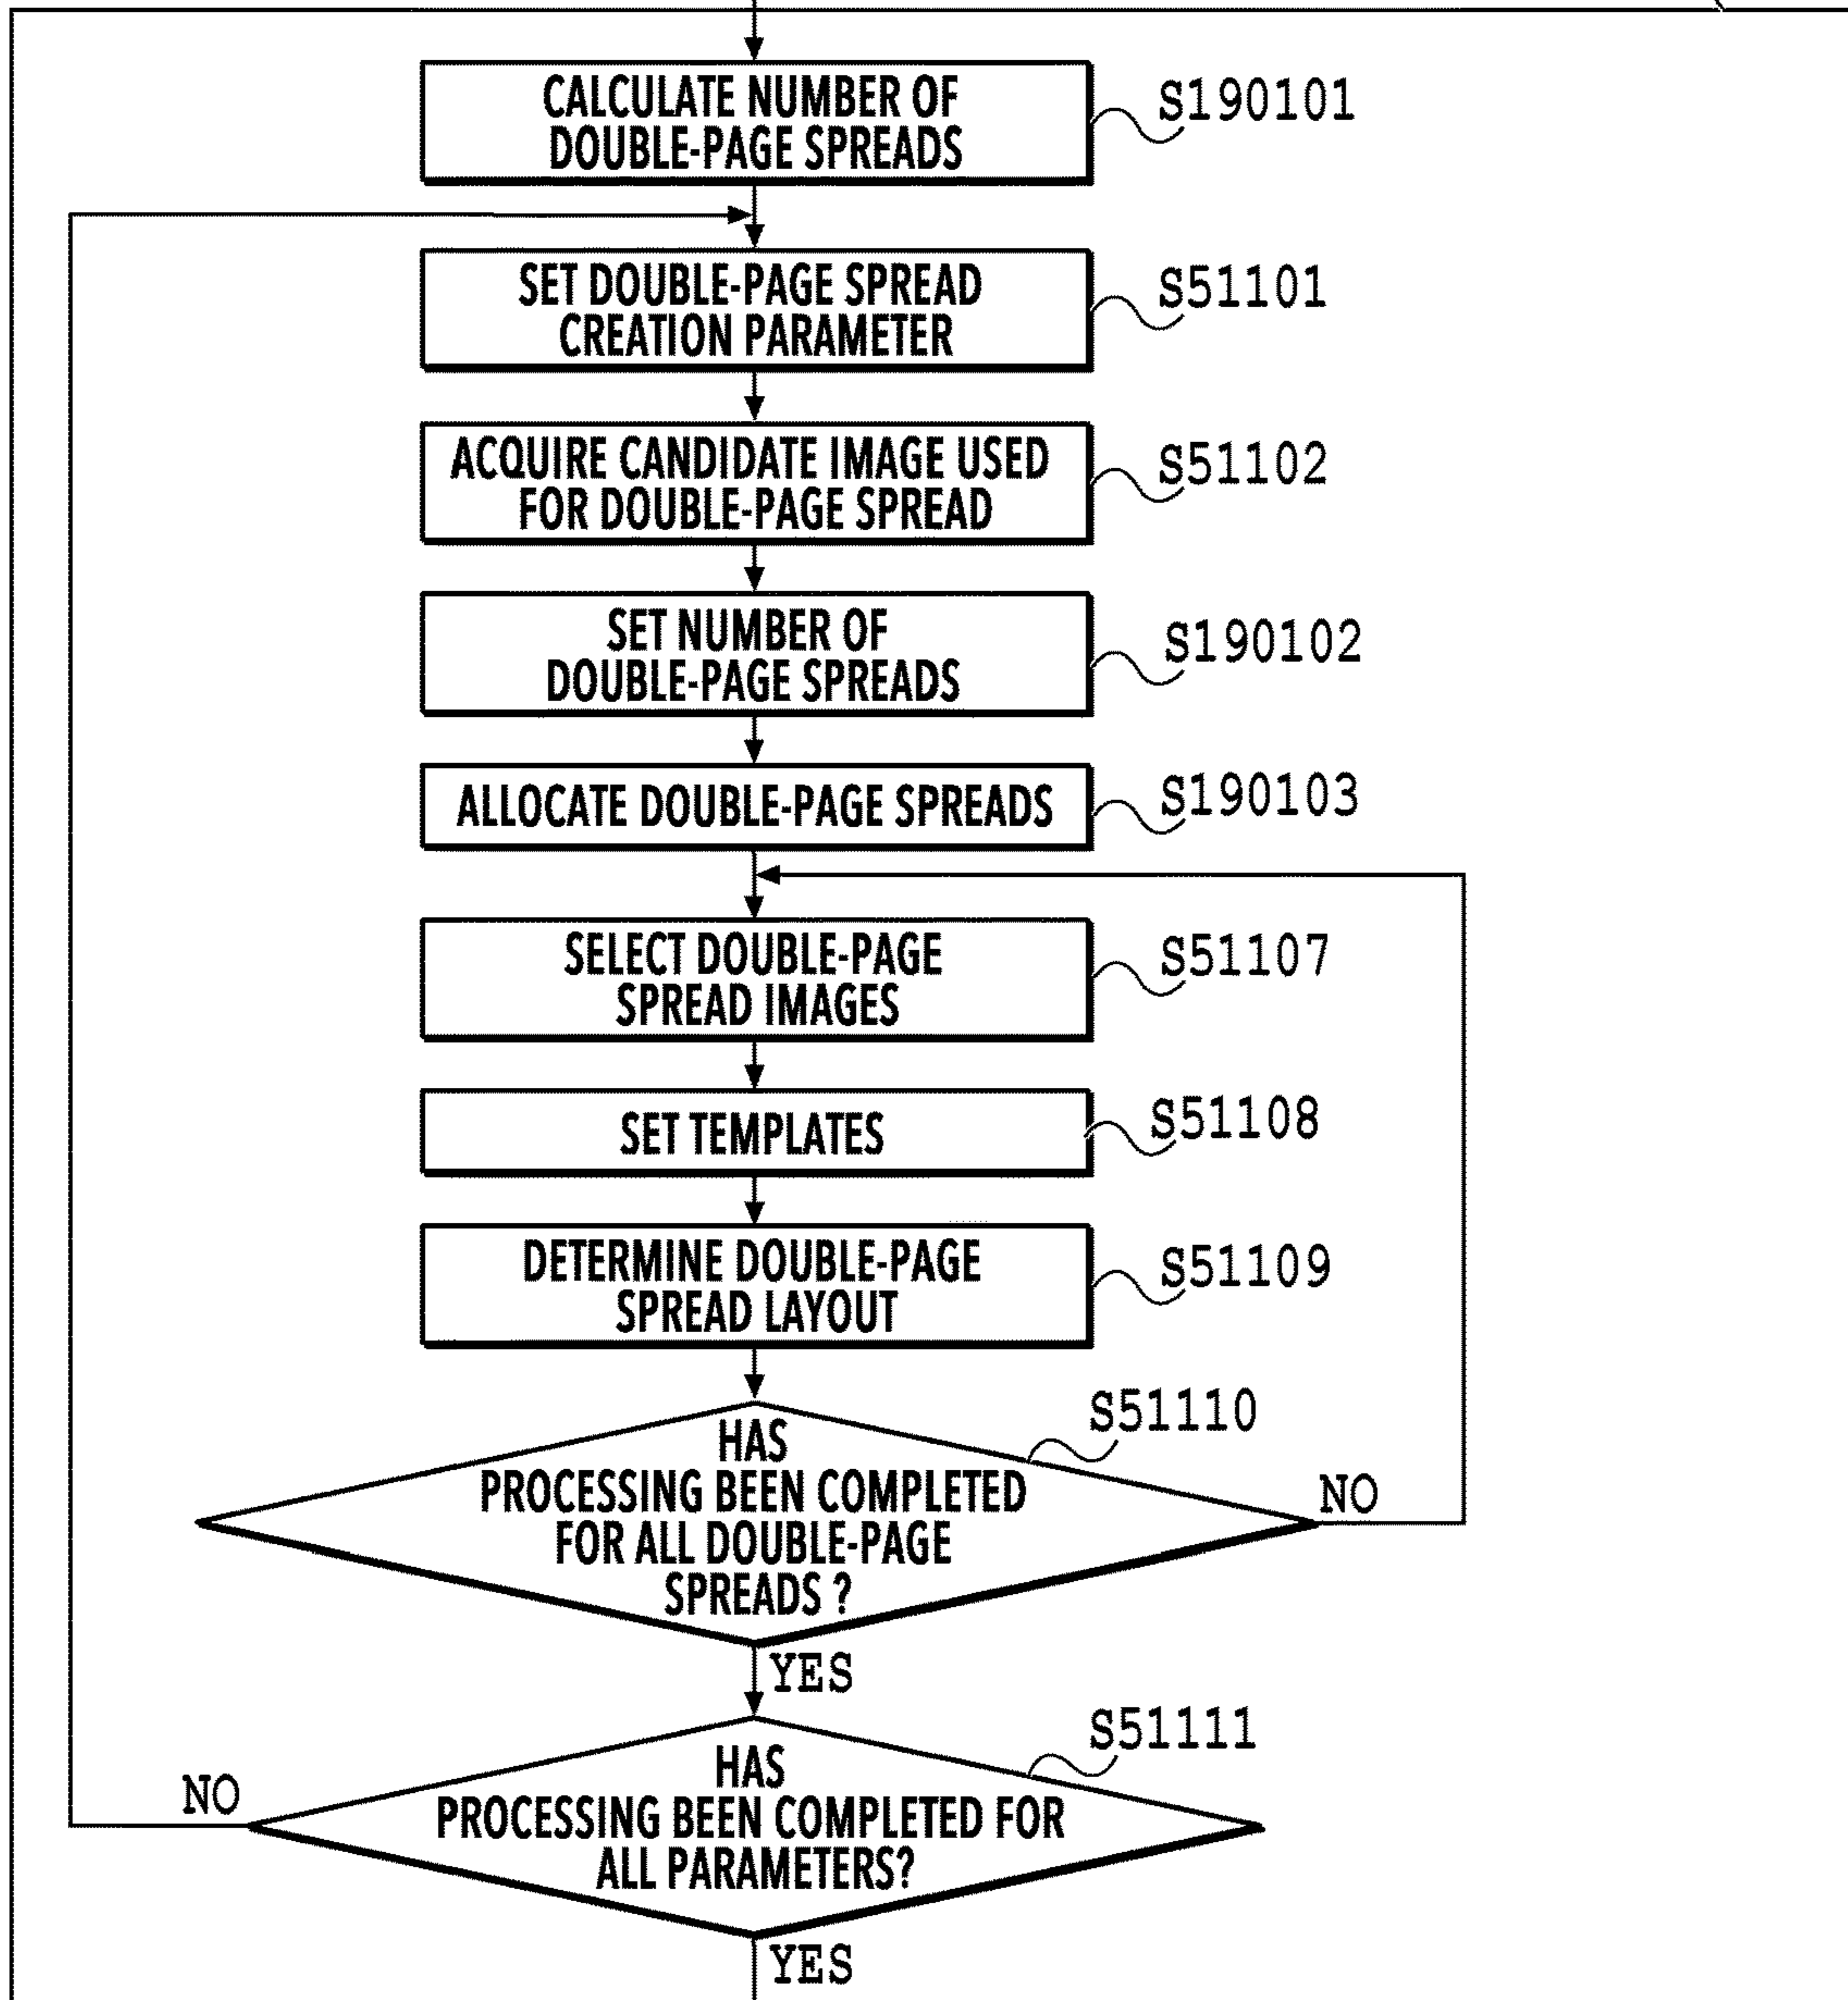 CALCULATE NUMBER OF
DOUBLE-PAGE SPREADS
S190101
SET DOUBLE-PAGE SPREAD
CREATION PARAMETER
S51101
ACQUIRE CANDIDATE IMAGE USED
FOR DOUBLE-PAGE SPREAD
S51102
SET NUMBER OF
DOUBLE-PAGE SPREADS
S190102
ALLOCATE DOUBLE-PAGE SPREADS
S190103
SELECT DOUBLE-PAGE
SPREAD IMAGES
S51107
SET TEMPLATES
S51108
DETERMINE DOUBLE-PAGE
SPREAD LAYOUT
S51109
HAS
PROCESSING BEEN COMPLETED
FOR ALL DOUBLE-PAGE
SPREADS ?
S51110
NO
YES
HAS
PROCESSING BEEN COMPLETED FOR
ALL PARAMETERS?
S51111
NO
YES